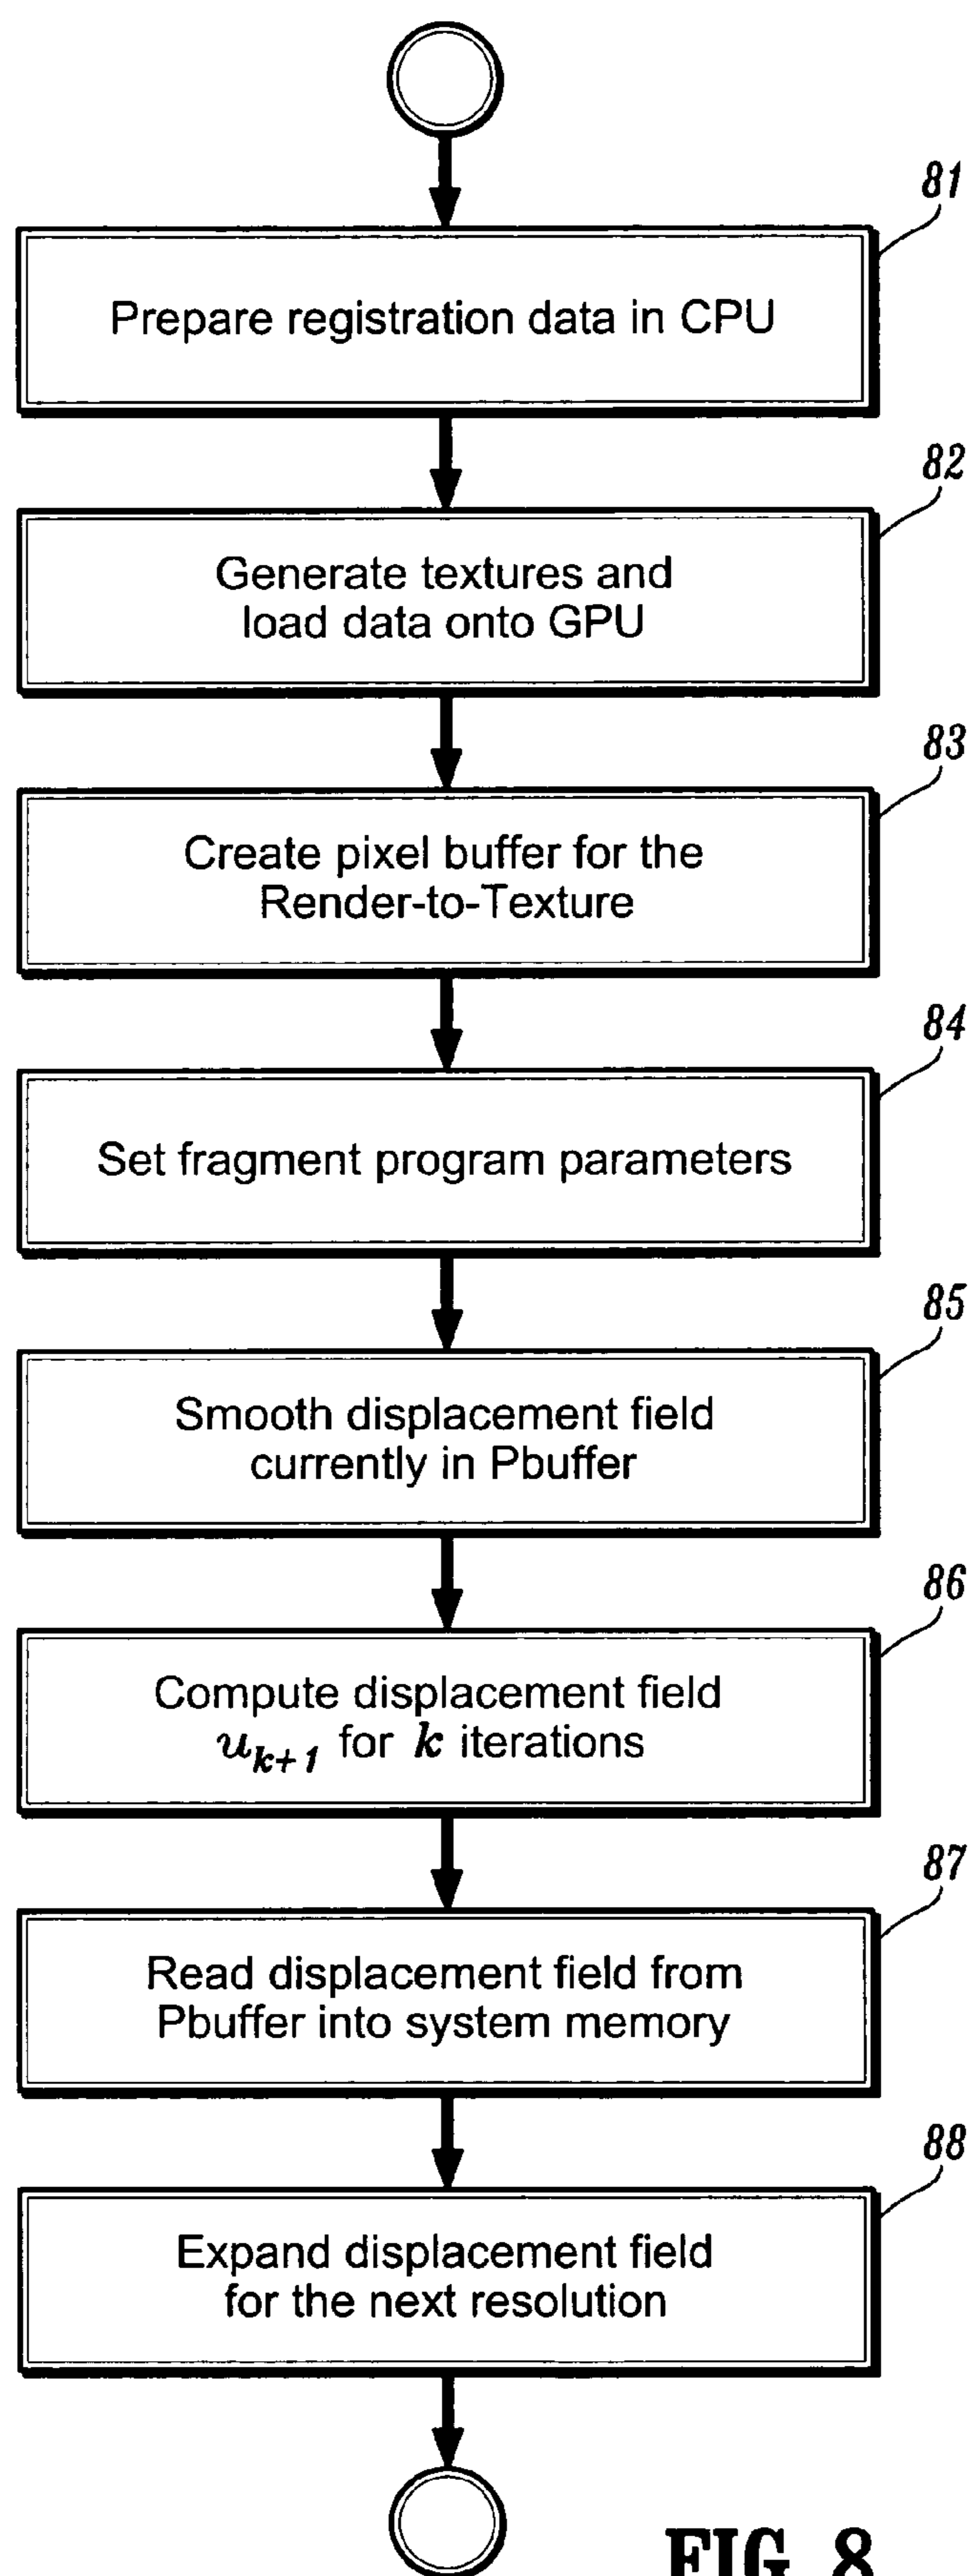 81
Prepare registration data in CPU
82
Generate textures and
load data onto GPU
83
Create pixel buffer for the
Render-to-Texture
84
Set fragment program parameters
85
Smooth displacement field
currently in Pbuffer
86
Compute displacement field
u_{k+1} for k iterations
87
Read displacement field from
Pbuffer into system memory
88
Expand displacement field
for the next resolution
FIG. 8